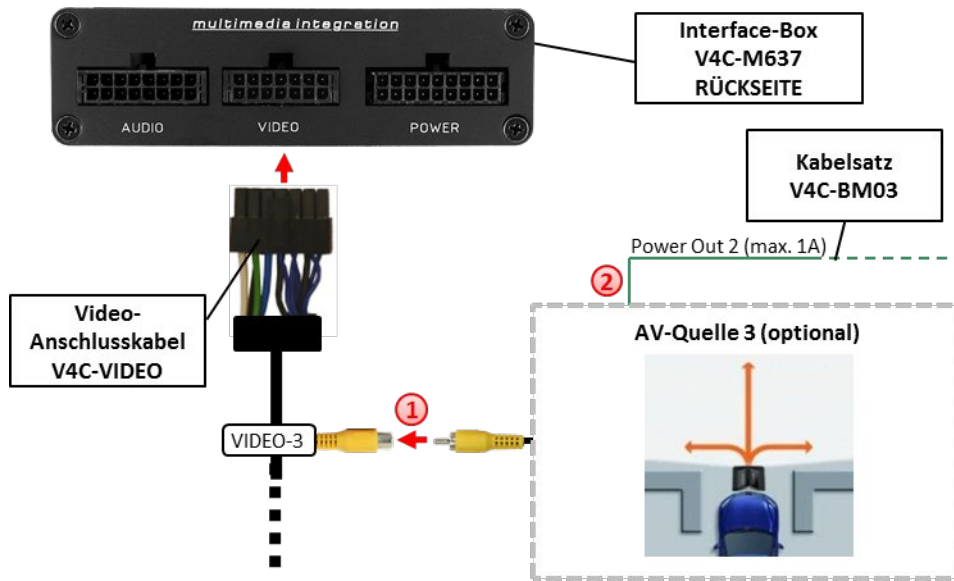 multimedia integration
AUDIO
VIDEO
POWER
Interface-Box
V4C-M637
RÜCKSEITE
Kabelsatz
V4C-BM03
Power Out 2 (max. 1A)
2
Video-
Anschlusskabel
V4C-VIDEO
AV-Quelle 3 (optional)
1
VIDEO-3